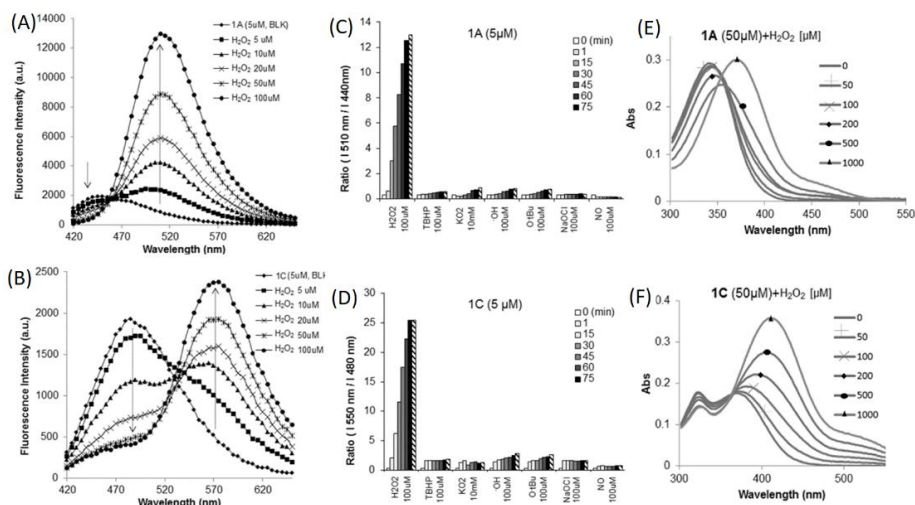 (A)
14000
12000
10000
8000
6000
4000
2000
0
Fluorescence Intensity (a.u.)
1A (5uM, BLK)
H₂O₂ 5 uM
H₂O₂ 10uM
H₂O₂ 20uM
H₂O₂ 50uM
H₂O₂ 100uM
420 470 520 570 620
Wavelength (nm)
(C)
1A (5μM)
14
12
10
8
6
4
2
0
Ratio ( I 510 nm / I 440nm)
0 (min)
1
15
30
45
60
75
H2O2 100uM
TBHP 100uM
KO2 10mM
·OH 100uM
OtBu 100uM
NaOCl 100uM
NO 100uM
(E)
1A (50μM)+H₂O₂ [μM]
0.3
0.2
0.1
0
Abs
0
50
100
200
500
1000
300 350 400 450 500 550
Wavelength (nm)
(B)
2500
2000
1500
1000
500
0
Fluorescence Intensity (a.u.)
1C (5uM, BLK)
H₂O₂ 5 uM
H₂O₂ 10uM
H₂O₂ 20uM
H₂O₂ 50uM
H₂O₂ 100uM
420 470 520 570 620
Wavelength (nm)
(D)
1C (5 μM)
30
25
20
15
10
5
0
Ratio ( I 550 nm / I 480 nm)
0 (min)
1
15
30
45
60
75
H2O2 100uM
TBHP 100uM
KO2 10mM
·OH 100uM
OtBu 100uM
NaOCl 100uM
NO 100uM
(F)
1C (50μM)+H₂O₂ [μM]
0.4
0.3
0.2
0.1
0
Abs
0
50
100
200
500
1000
300 400 500
Wavelength (nm)